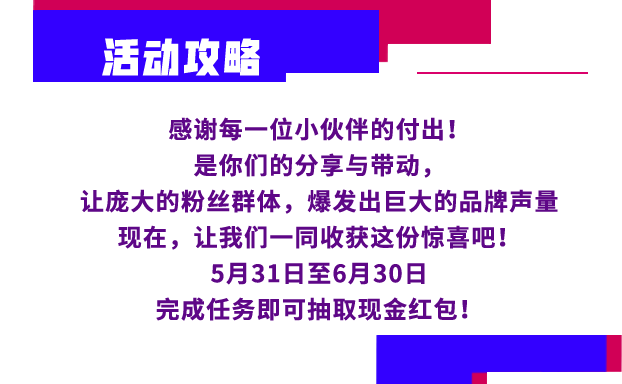 活动攻略
感谢每一位小伙伴的付出！
是你们的分享与带动，
让庞大的粉丝群体，爆发出巨大的品牌声量
现在，让我们一同收获这份惊喜吧！
5月31日至6月30日
完成任务即可抽取现金红包！